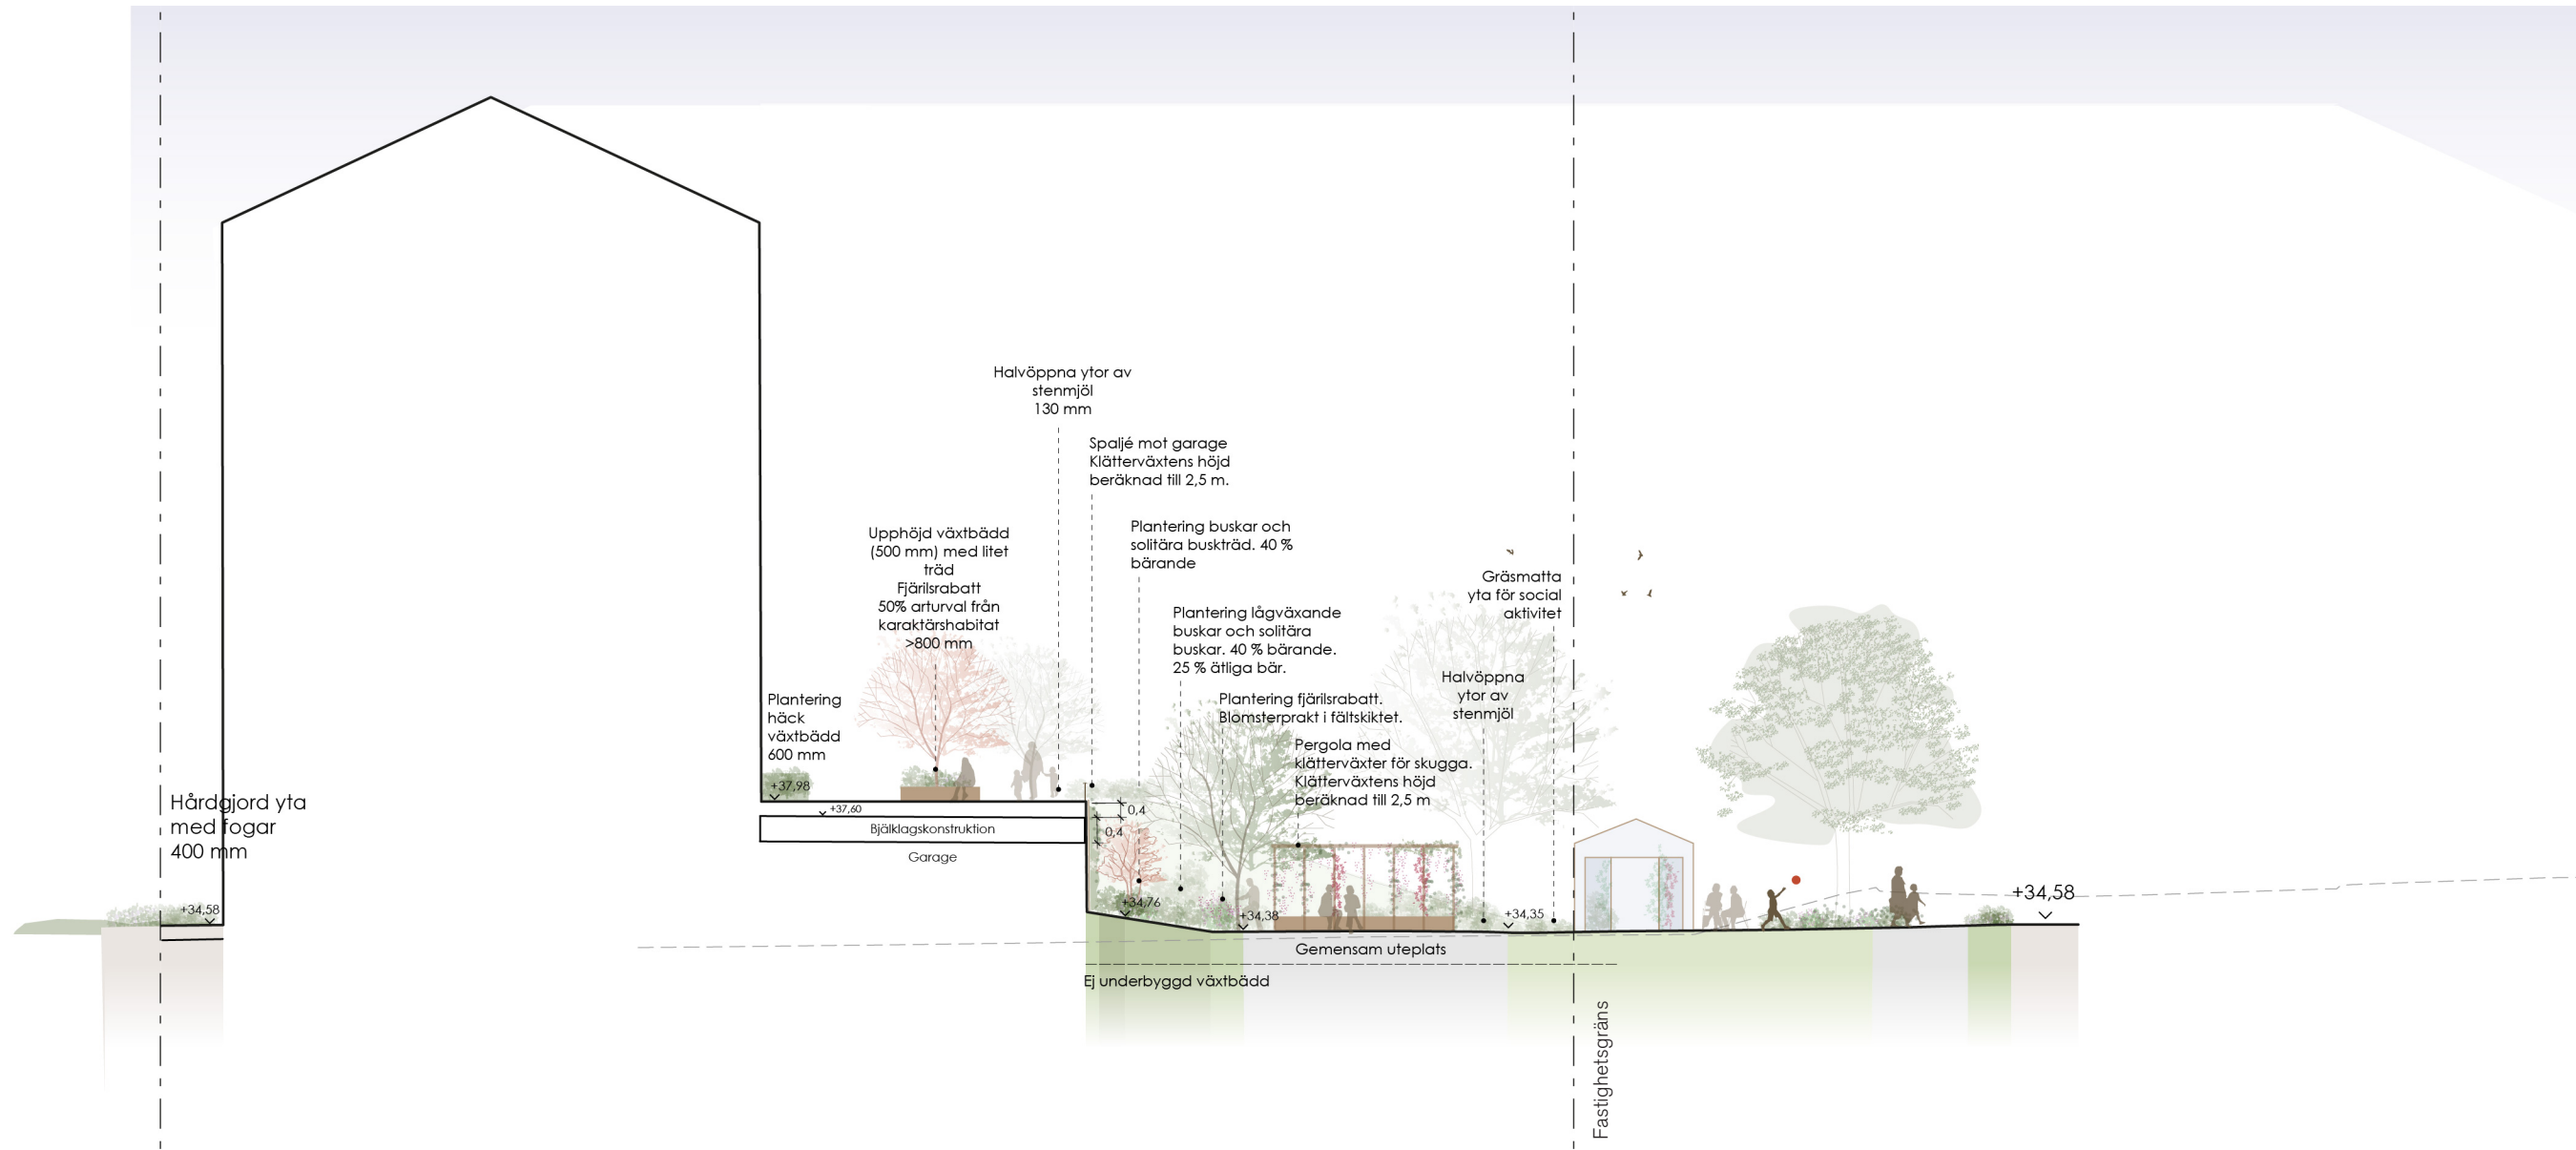 Halvöppna ytor av
stenmjöl
130 mm
Spaljé mot garage
Klätterväxtens höjd
beräknad till 2,5 m.
Upphöjd växtbädd
(500 mm) med litet
träd
Fjärilsrabatt
50% arturval från
karaktärshabitat
>800 mm
Plantering buskar och
solitära buskträd. 40 %
bärande
Gräsmatta
yta för social
aktivitet
Plantering lågväxande
buskar och solitära
buskar. 40 % bärande.
25 % ätliga bär.
Halvöppna
ytor av
stenmjöl
Plantering
häck
växtbädd
600 mm
Plantering fjärilsrabatt.
Blomsterprakt i fältskiktet.
Pergola med
klätterväxter för skugga.
Klätterväxtens höjd
beräknad till 2,5 m
+37,98
Hårdgjord yta
med fogar
400 mm
+37,60
0,4
0,4
Bjälklagskonstruktion
Garage
+34,58
+34,76
+34,38
+34,35
+34,58
Gemensam uteplats
Ej underbyggd växtbädd
Fastighetsgräns